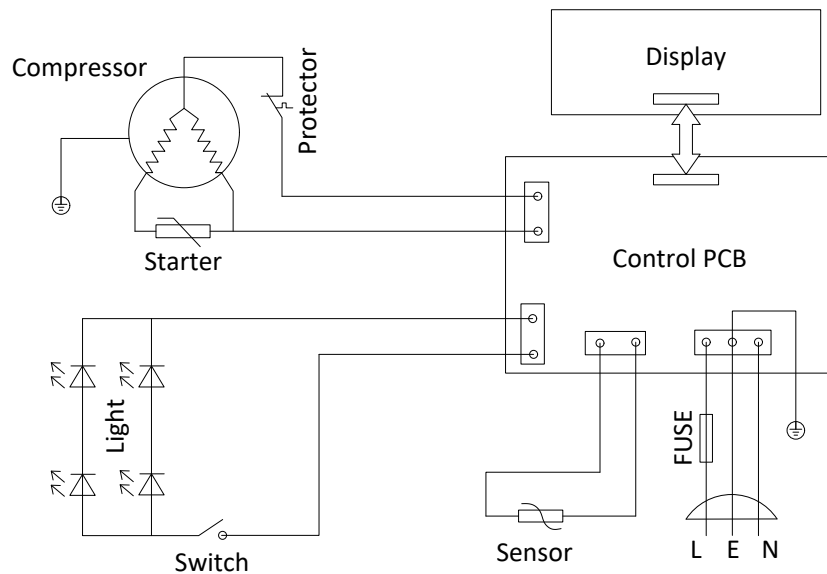 Compressor
Protector
Display
Starter
Control PCB
Light
FUSE
Switch
Sensor
L E N